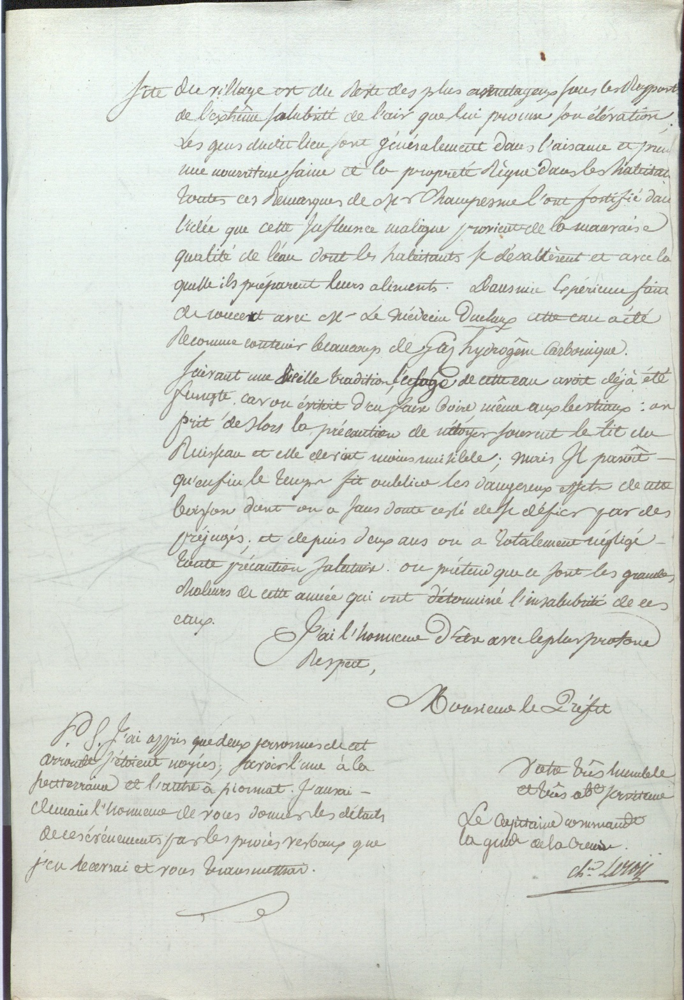 site du village est du Reste des plus avantageux sous les Rapport
de l'extrême salubrité de l'air que lui procure son élévation;
Les gens dudit lieu sont généralement dans l'aisance et pren
une nourriture saine et la propreté Règne dans les habitat
toutes ces Remarques de Mr Champesme l'ont fortifié dan
l'idée que cette Influence maligne provient de la mauvaise
qualité de l'eau dont les habitants se désaltèrent et avec la
quelle ils préparent leurs aliments. Dans une Expérience faite
de concert avec Mr Le Médecin Duclaux cette eau a été
Reconnue contenir beaucoup de Gaz hydrogène Carbonique.
Suivant une vieille tradition, l'usage de cette eau avoit déjà été
funeste, car on évitoit d'en faire boire même aux bestiaux: on
prit dès lors la précaution de nétoyer souvent le lit du
Ruisseau et elle devint moins nuisible; mais Il paroît -
qu'enfin le temps fit oublier les dangereux effets de cette
boisson dont on a sans doute cessé de se défier par des
préjugés; et depuis deux ans on a totalement négligé -
toute précaution salutaire. on prétend que ce sont les grandes
chaleurs de cette année qui ont déterminé l'insalubrité de ces
eaux.
J'ai l'honneur d'être avec le plus profond
Respect,
Monsieur le Préfet
P. S. J'ai appris que deux personnes de cet
arrondt s'étoient noyées; savoir l'une à la
Souterraine et l'autre à pionnat. J'aurai -
demain l'honneur de vous donner les détails
de ces événements par les procès verbaux que
j'en recevrai et vous transmettrai.
Votre très humble
et très obt serviteur
Le Capitaine commandt
la gendie de la Creuse.
Leroy